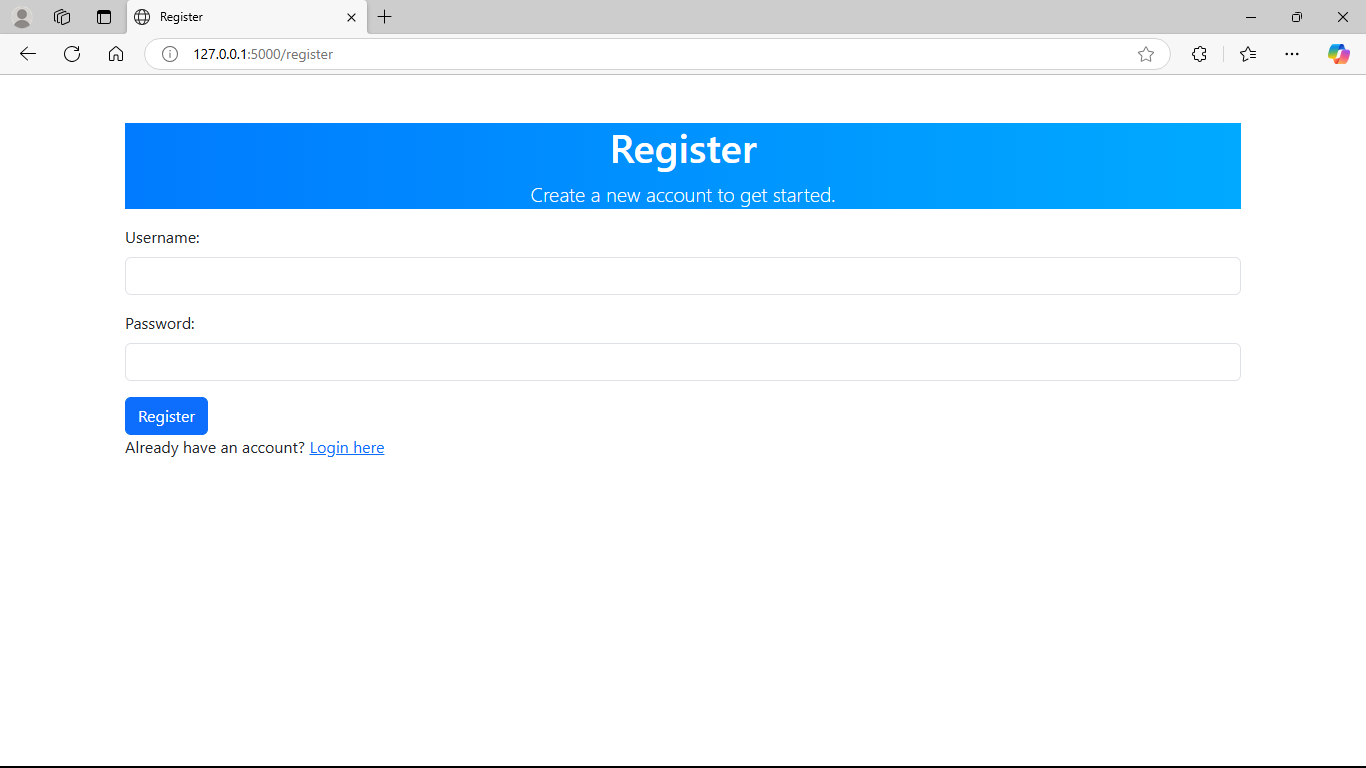 Register
127.0.0.1:5000/register
Register
Create a new account to get started.
Username:
Password:
Register
Already have an account? Login here